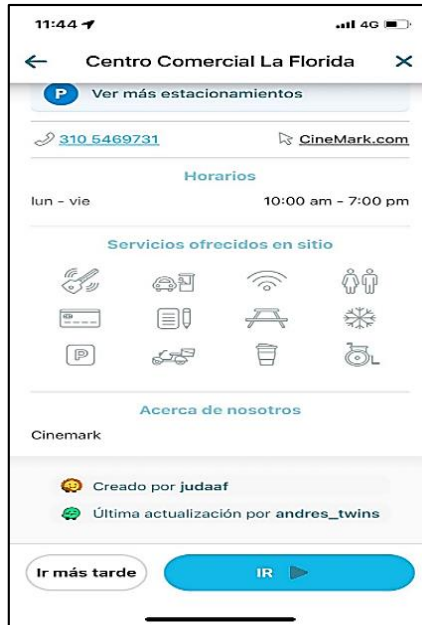 11:44 4G
Centro Comercial La Florida
P Ver más estacionamientos
310 5469731 CineMark.com
Horarios
lun - vie 10:00 am - 7:00 pm
Servicios ofrecidos en sitio
P
Acerca de nosotros
Cinemark
Creado por judaaf
Última actualización por andres_twins
Ir más tarde IR